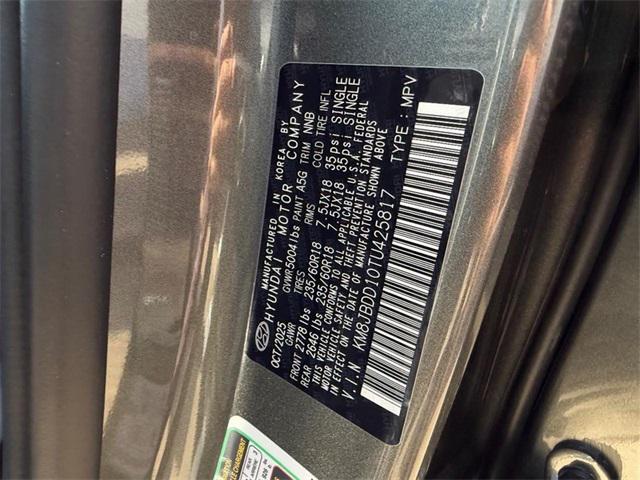 MANUFACTURED IN KOREA BY
HYUNDAI MOTOR COMPANY
OCT/2025 GVWR 5004 lbs PAINT A5G TRIM NNB
GAWR TIRES RIMS COLD TIRE INFL
FRONT 2778 lbs 235/60R18 7.5JX18 35psi SINGLE
REAR 2646 lbs 235/60R18 7.5JX18 35psi SINGLE
THIS VEHICLE CONFORMS TO ALL APPLICABLE U.S.A. FEDERAL
MOTOR VEHICLE SAFETY AND THEFT PREVENTION STANDARDS
IN EFFECT ON THE DATE OF MANUFACTURE SHOWN ABOVE
V.I.N KM8JBDD10TU425817 TYPE : MPV